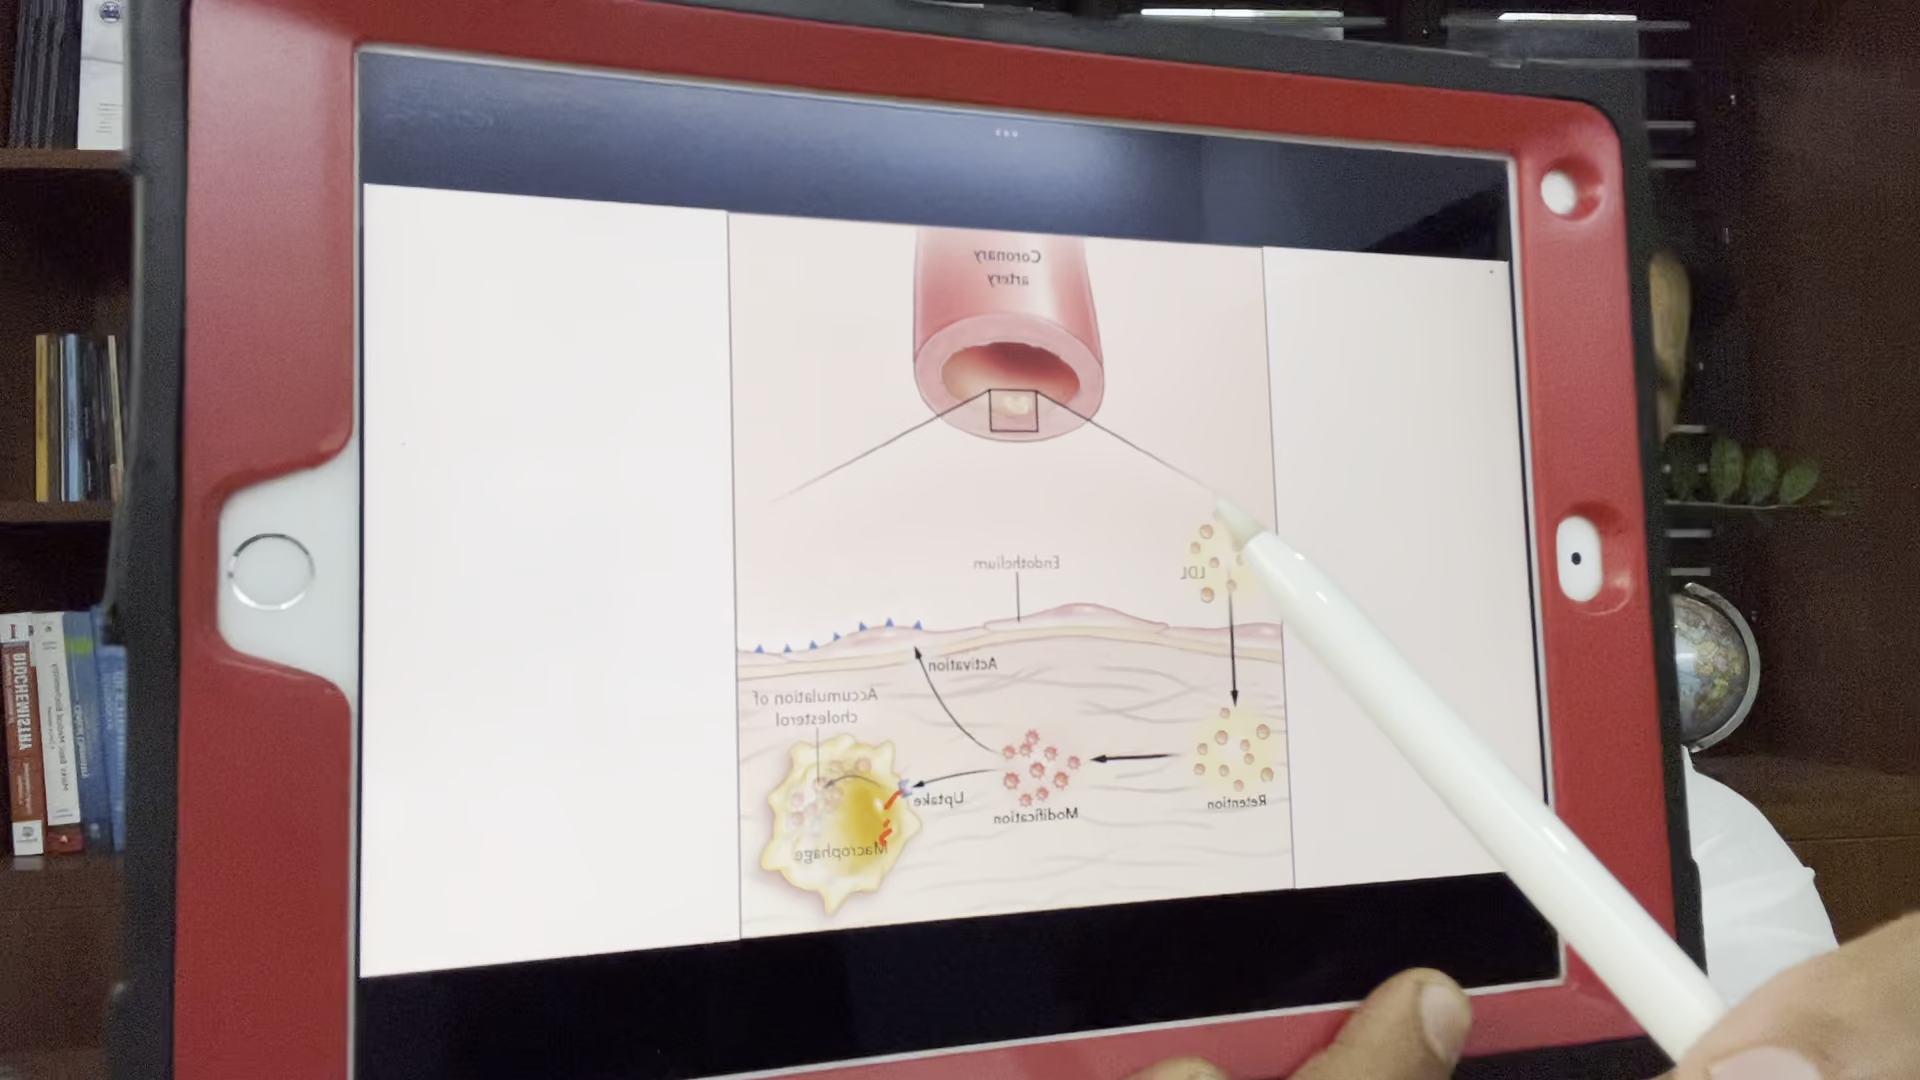 Coronary
artery
Endothelium
LDL
Activation
Accumulation of
cholesterol
Uptake
Modification
Retention
Macrophage
BIOCHEMISTRY